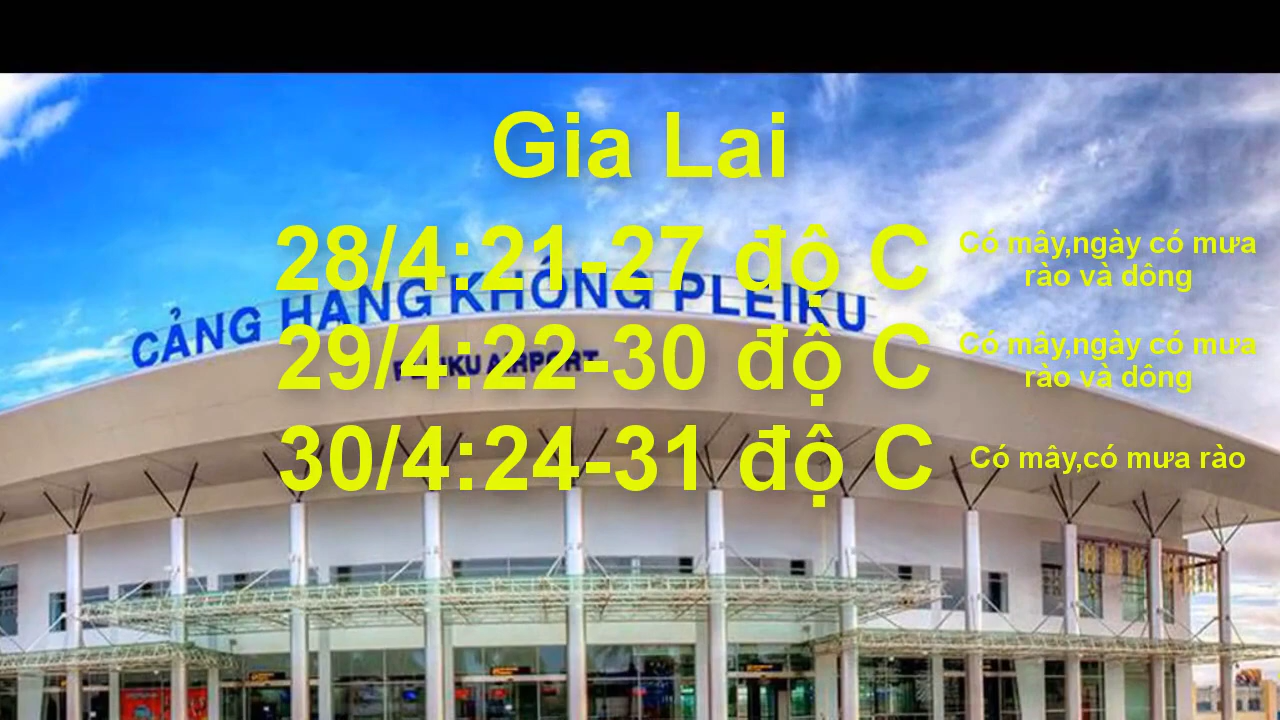 Gia Lai
28/4:21-27 độ C
Có mây,ngày có mưa
rào và dông
CẢNG HÀNG KHÔNG PLEIKU
29/4:22-30 độ C
Có mây,ngày có mưa
rào và dông
PLEIKU AIRPORT
30/4:24-31 độ C
Có mây,có mưa rào